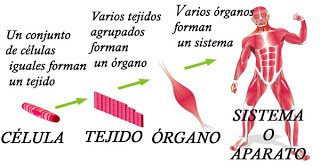 Un conjunto
de células
iguales forman
un tejido
Varios tejidos
agrupados
forman
un órgano
Varios órganos
forman
un sistema
CÉLULA
TEJIDO
ÓRGANO
SISTEMA
O
APARATO